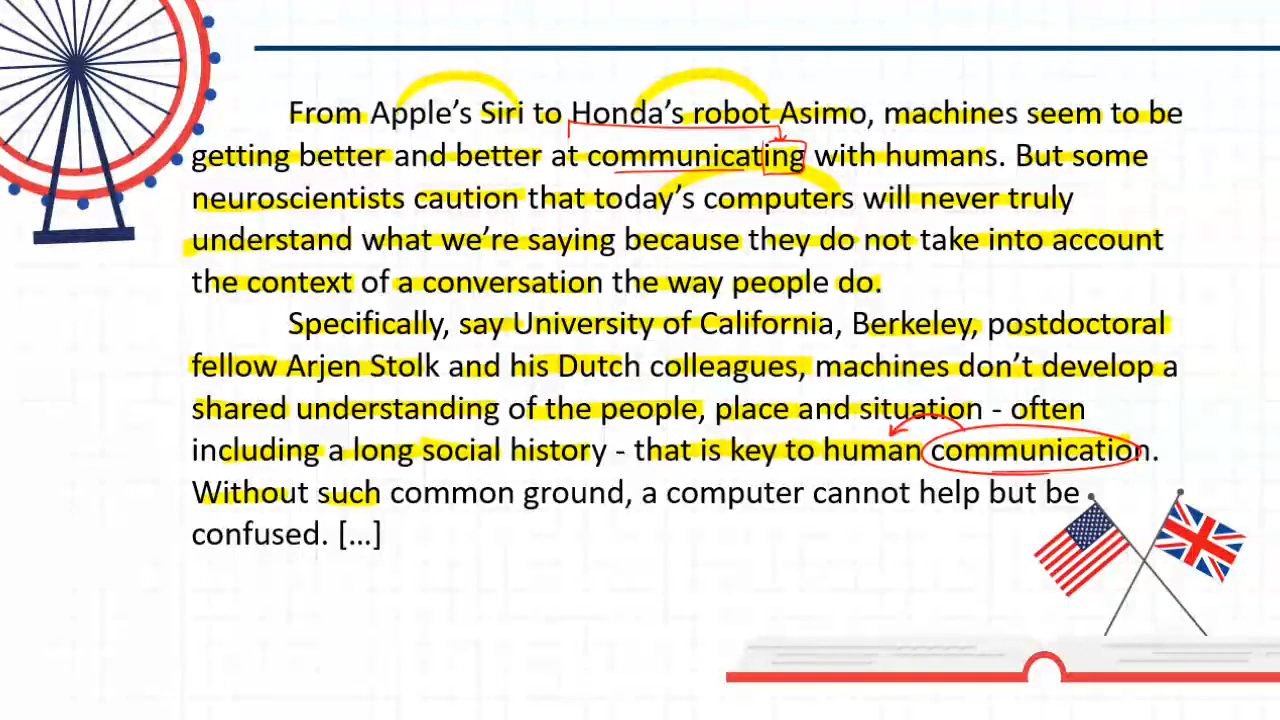 From Apple’s Siri to Honda’s robot Asimo, machines seem to be
getting better and better at communicating with humans. But some
neuroscientists caution that today’s computers will never truly
understand what we’re saying because they do not take into account
the context of a conversation the way people do.
Specifically, say University of California, Berkeley, postdoctoral
fellow Arjen Stolk and his Dutch colleagues, machines don’t develop a
shared understanding of the people, place and situation - often
including a long social history - that is key to human communication.
Without such common ground, a computer cannot help but be
confused. [...]